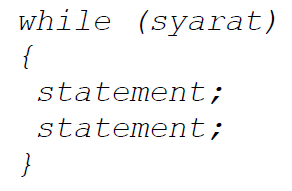 while (syarat)
{
 statement;
 statement;
}